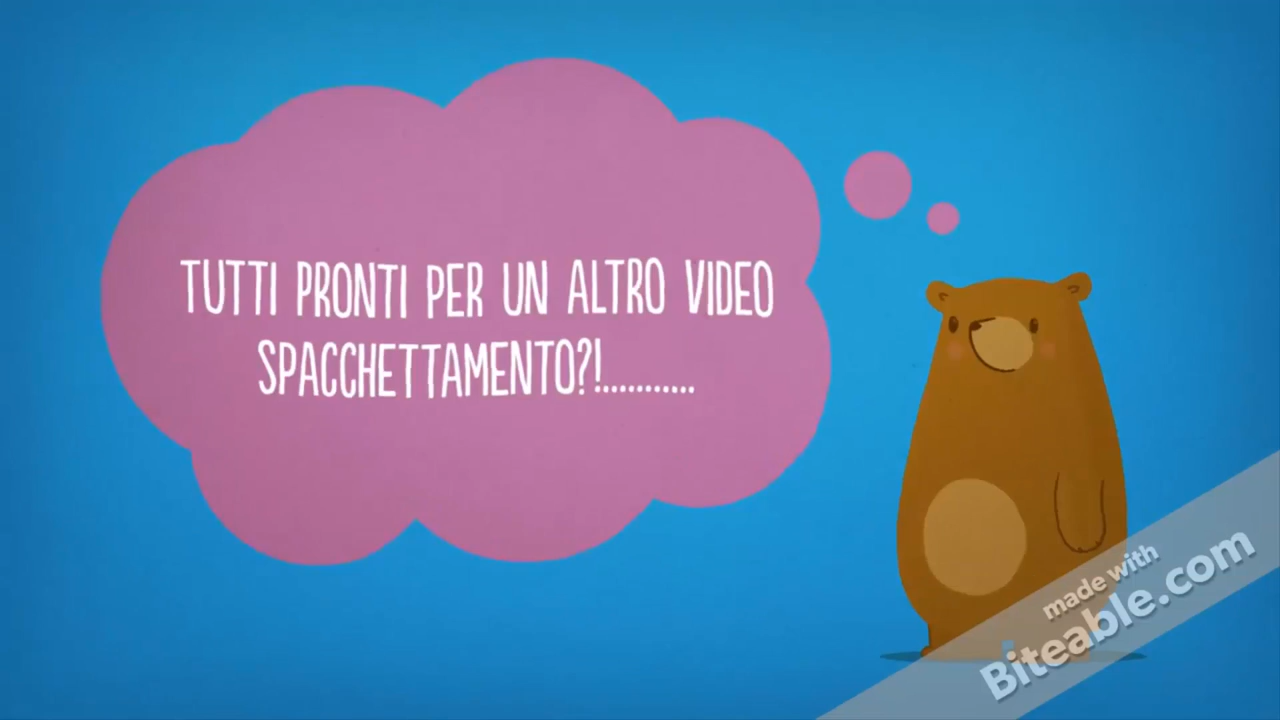 TUTTI PRONTI PER UN ALTRO VIDEO
SPACCHETTAMENTO?!...........
made with
Biteable.com